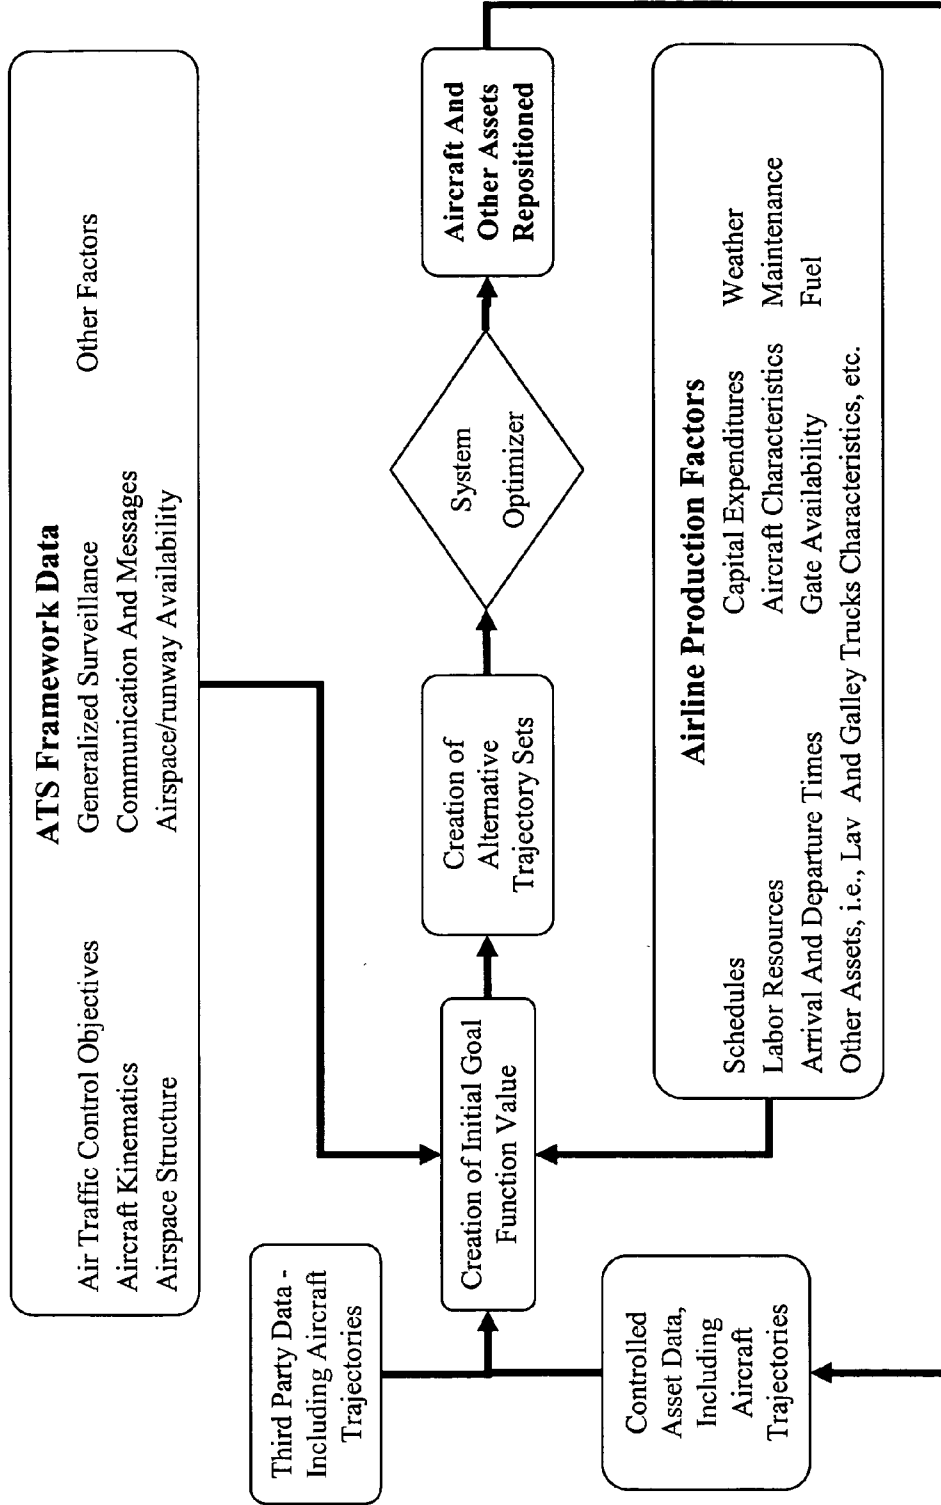 ATS Framework Data
Air Traffic Control Objectives
Aircraft Kinematics
Airspace Structure
Generalized Surveillance
Communication And Messages
Airspace/runway Availability
Other Factors
Third Party Data -
Including Aircraft
Trajectories
Controlled
Asset Data,
Including
Aircraft
Trajectories
Creation of Initial Goal
Function Value
Creation of
Alternative
Trajectory Sets
System
Optimizer
Aircraft And
Other Assets
Repositioned
Airline Production Factors
Schedules
Labor Resources
Arrival And Departure Times
Other Assets, i.e., Lav And Galley Trucks Characteristics, etc.
Capital Expenditures
Aircraft Characteristics
Gate Availability
Weather
Maintenance
Fuel